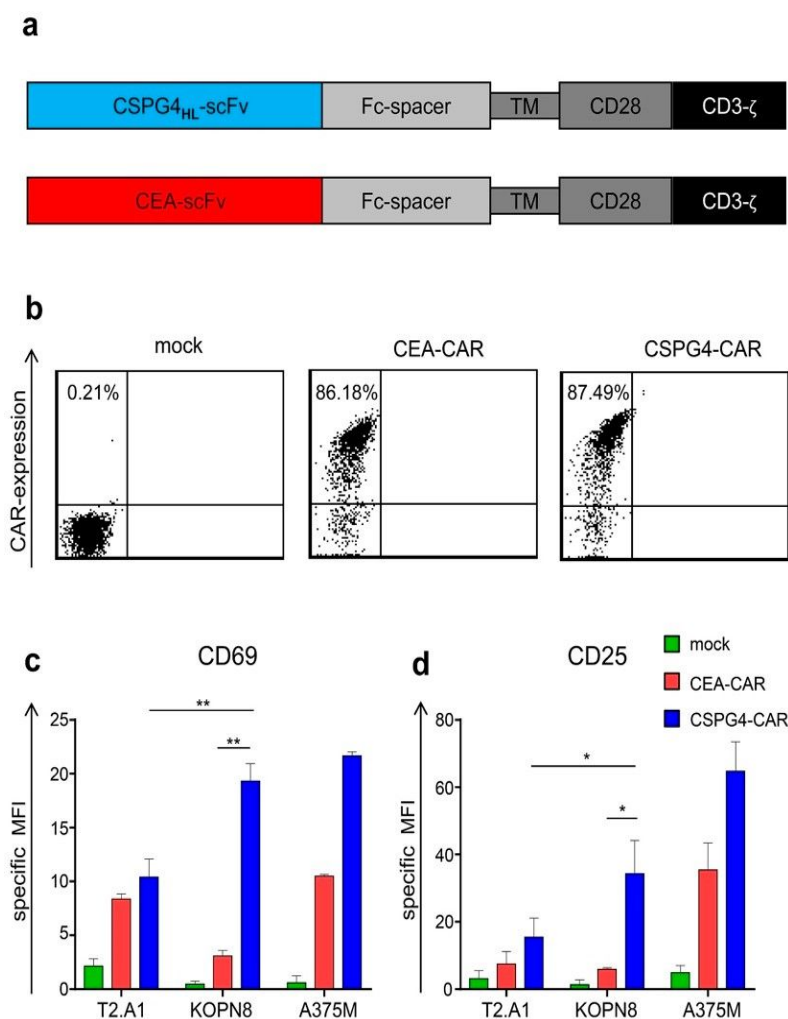 a
CSPG4HL-scFv Fc-spacer TM CD28 CD3-ζ
CEA-scFv Fc-spacer TM CD28 CD3-ζ
b
mock CEA-CAR CSPG4-CAR
CAR-expression
0.21% 86.18% 87.49%
c CD69
specific MFI
25
20
15
10
5
0
** **
T2.A1 KOPN8 A375M
d CD25
mock
CEA-CAR
CSPG4-CAR
specific MFI
80
60
40
20
0
* *
T2.A1 KOPN8 A375M